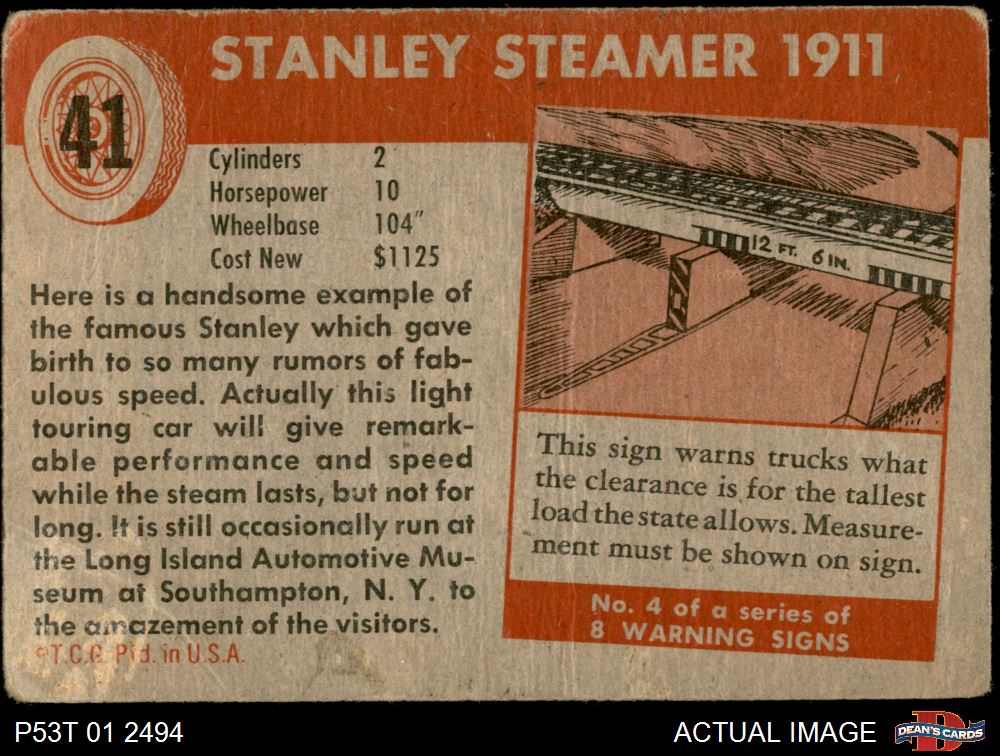 41
STANLEY STEAMER 1911
Cylinders 2
Horsepower 10
Wheelbase 104"
Cost New $1125
Here is a handsome example of
the famous Stanley which gave
birth to so many rumors of fab-
ulous speed. Actually this light
touring car will give remark-
able performance and speed
while the steam lasts, but not for
long. It is still occasionally run at
the Long Island Automotive Mu-
seum at Southampton, N. Y. to
the amazement of the visitors.
©T.C.G. Ptd. in U.S.A.
12 FT. 6 IN.
This sign warns trucks what
the clearance is for the tallest
load the state allows. Measure-
ment must be shown on sign.
No. 4 of a series of
8 WARNING SIGNS
P53T 01 2494
ACTUAL IMAGE
D
DEAN'S CARDS